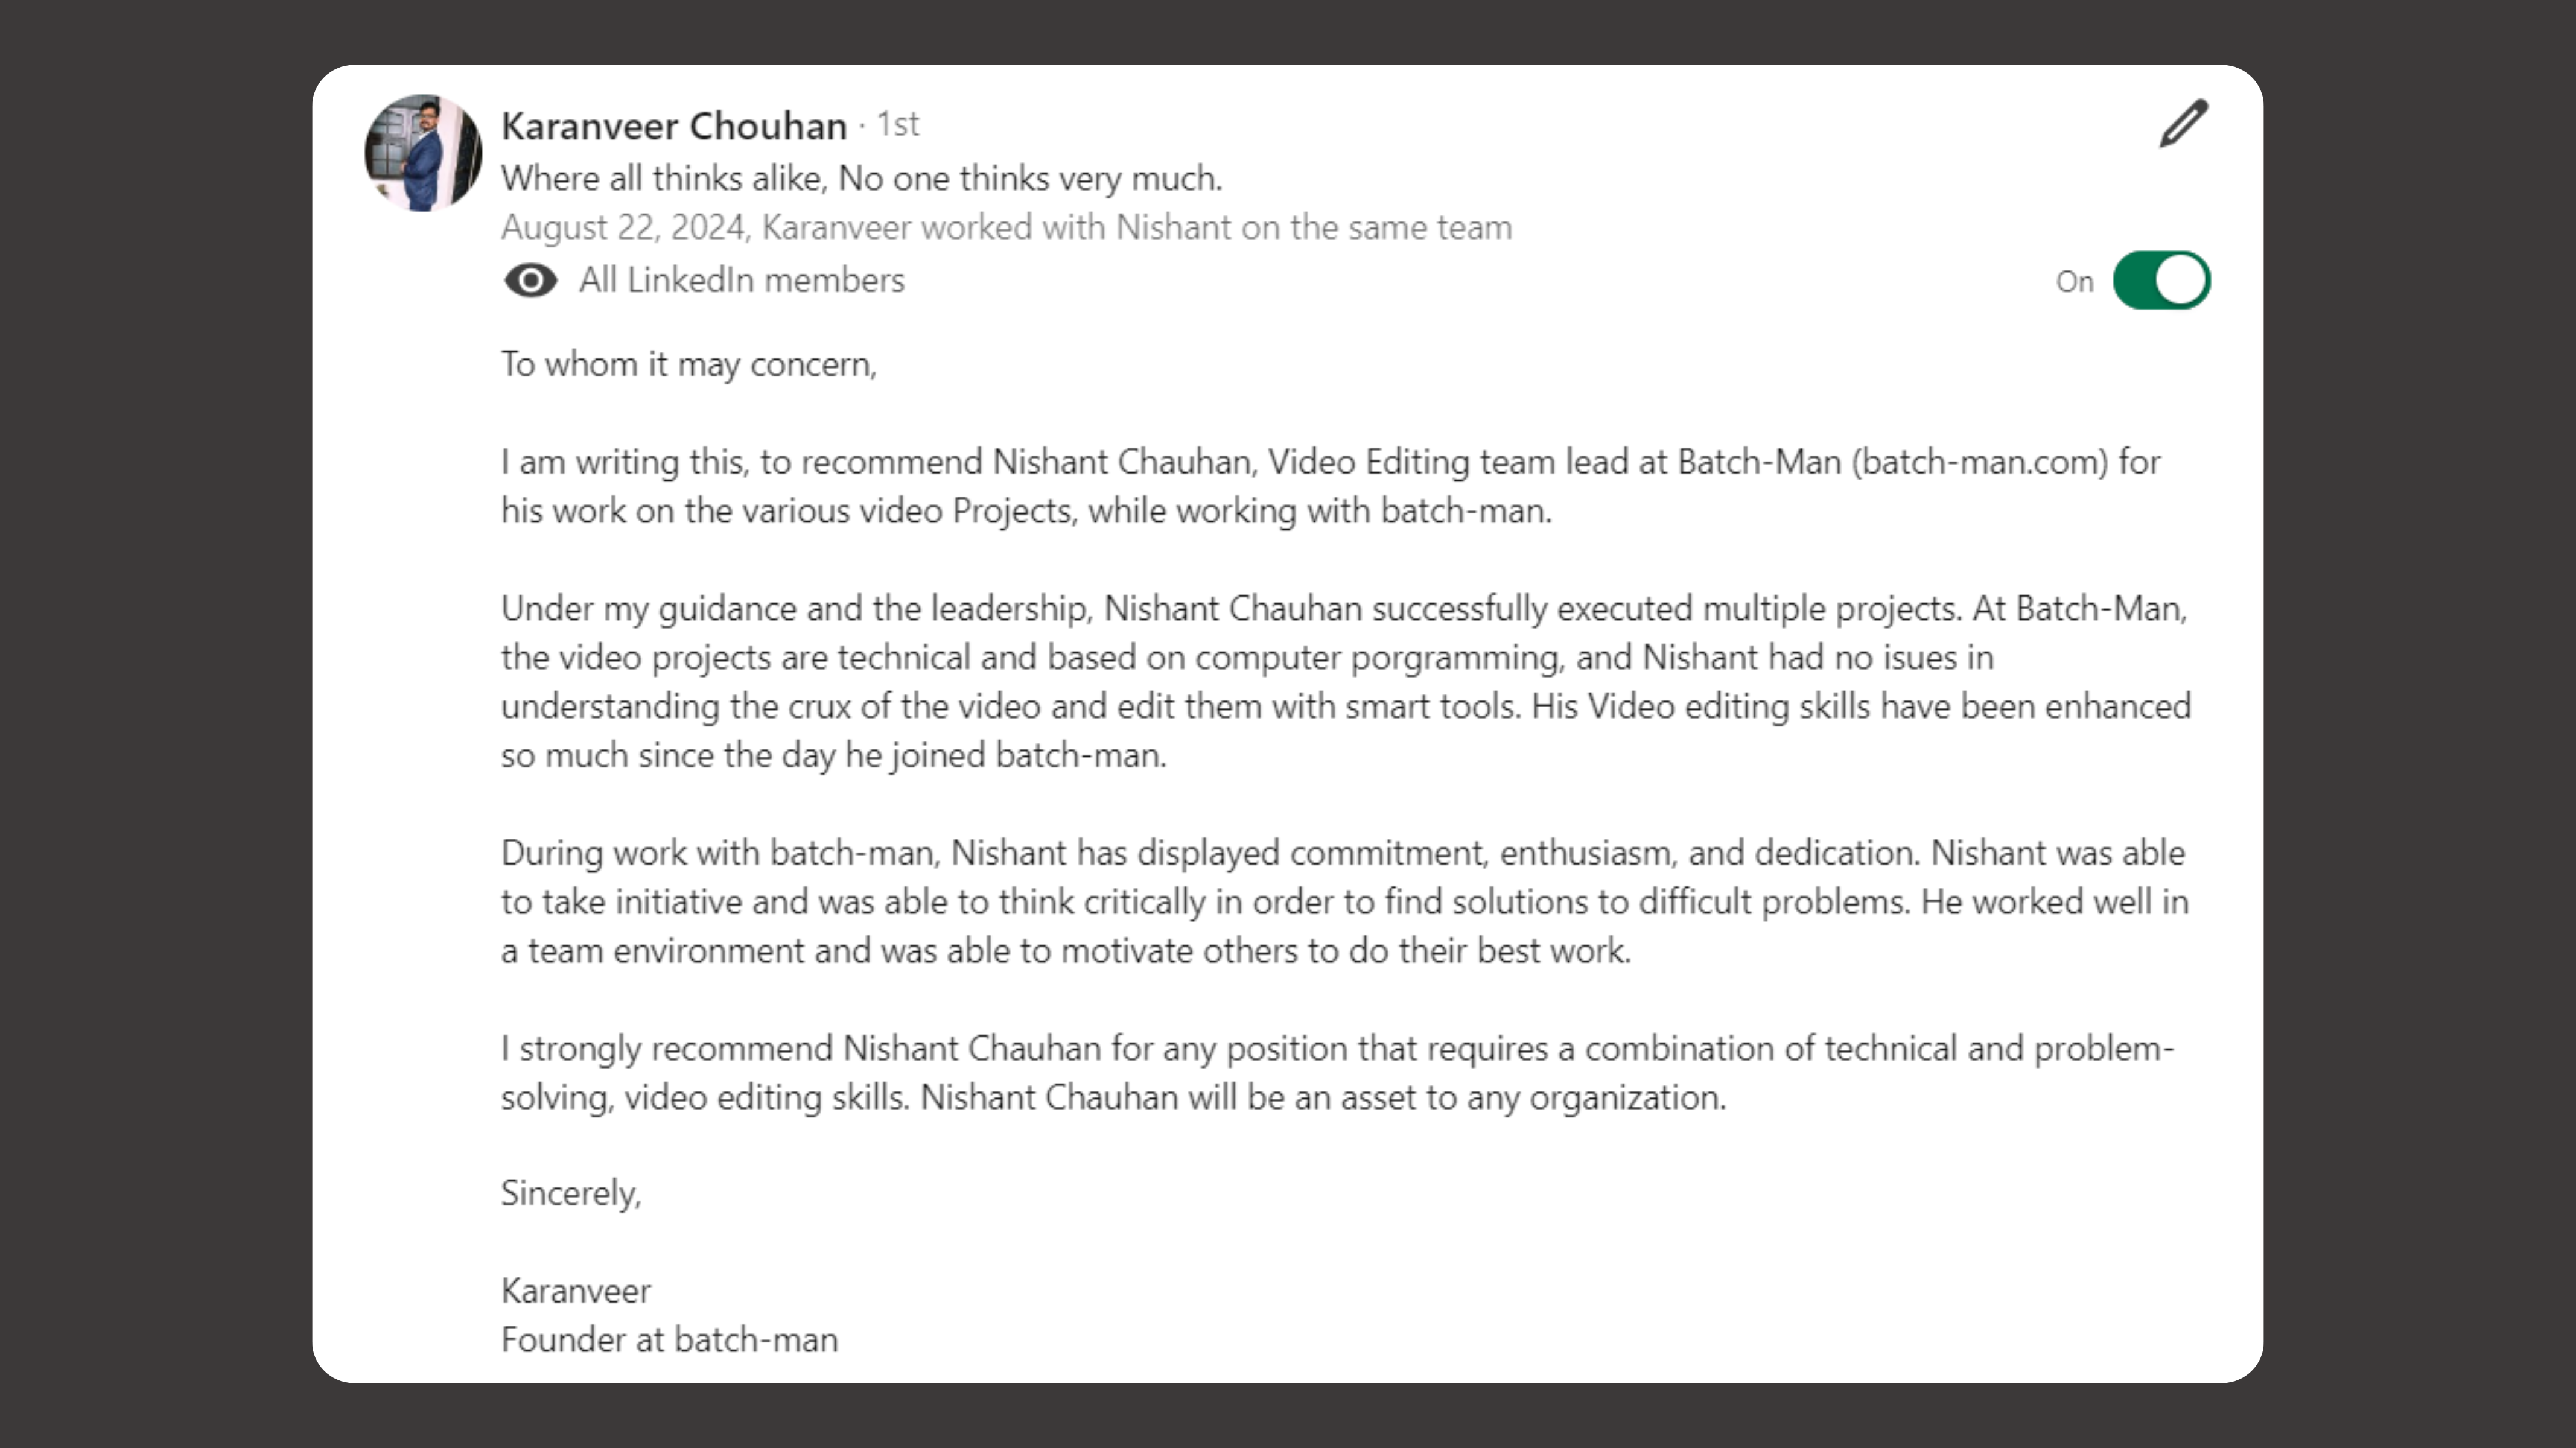 Karanveer Chouhan · 1st
Where all thinks alike, No one thinks very much.
August 22, 2024, Karanveer worked with Nishant on the same team
All LinkedIn members
On
To whom it may concern,
I am writing this, to recommend Nishant Chauhan, Video Editing team lead at Batch-Man (batch-man.com) for
his work on the various video Projects, while working with batch-man.
Under my guidance and the leadership, Nishant Chauhan successfully executed multiple projects. At Batch-Man,
the video projects are technical and based on computer porgramming, and Nishant had no isues in
understanding the crux of the video and edit them with smart tools. His Video editing skills have been enhanced
so much since the day he joined batch-man.
During work with batch-man, Nishant has displayed commitment, enthusiasm, and dedication. Nishant was able
to take initiative and was able to think critically in order to find solutions to difficult problems. He worked well in
a team environment and was able to motivate others to do their best work.
I strongly recommend Nishant Chauhan for any position that requires a combination of technical and problem-
solving, video editing skills. Nishant Chauhan will be an asset to any organization.
Sincerely,
Karanveer
Founder at batch-man